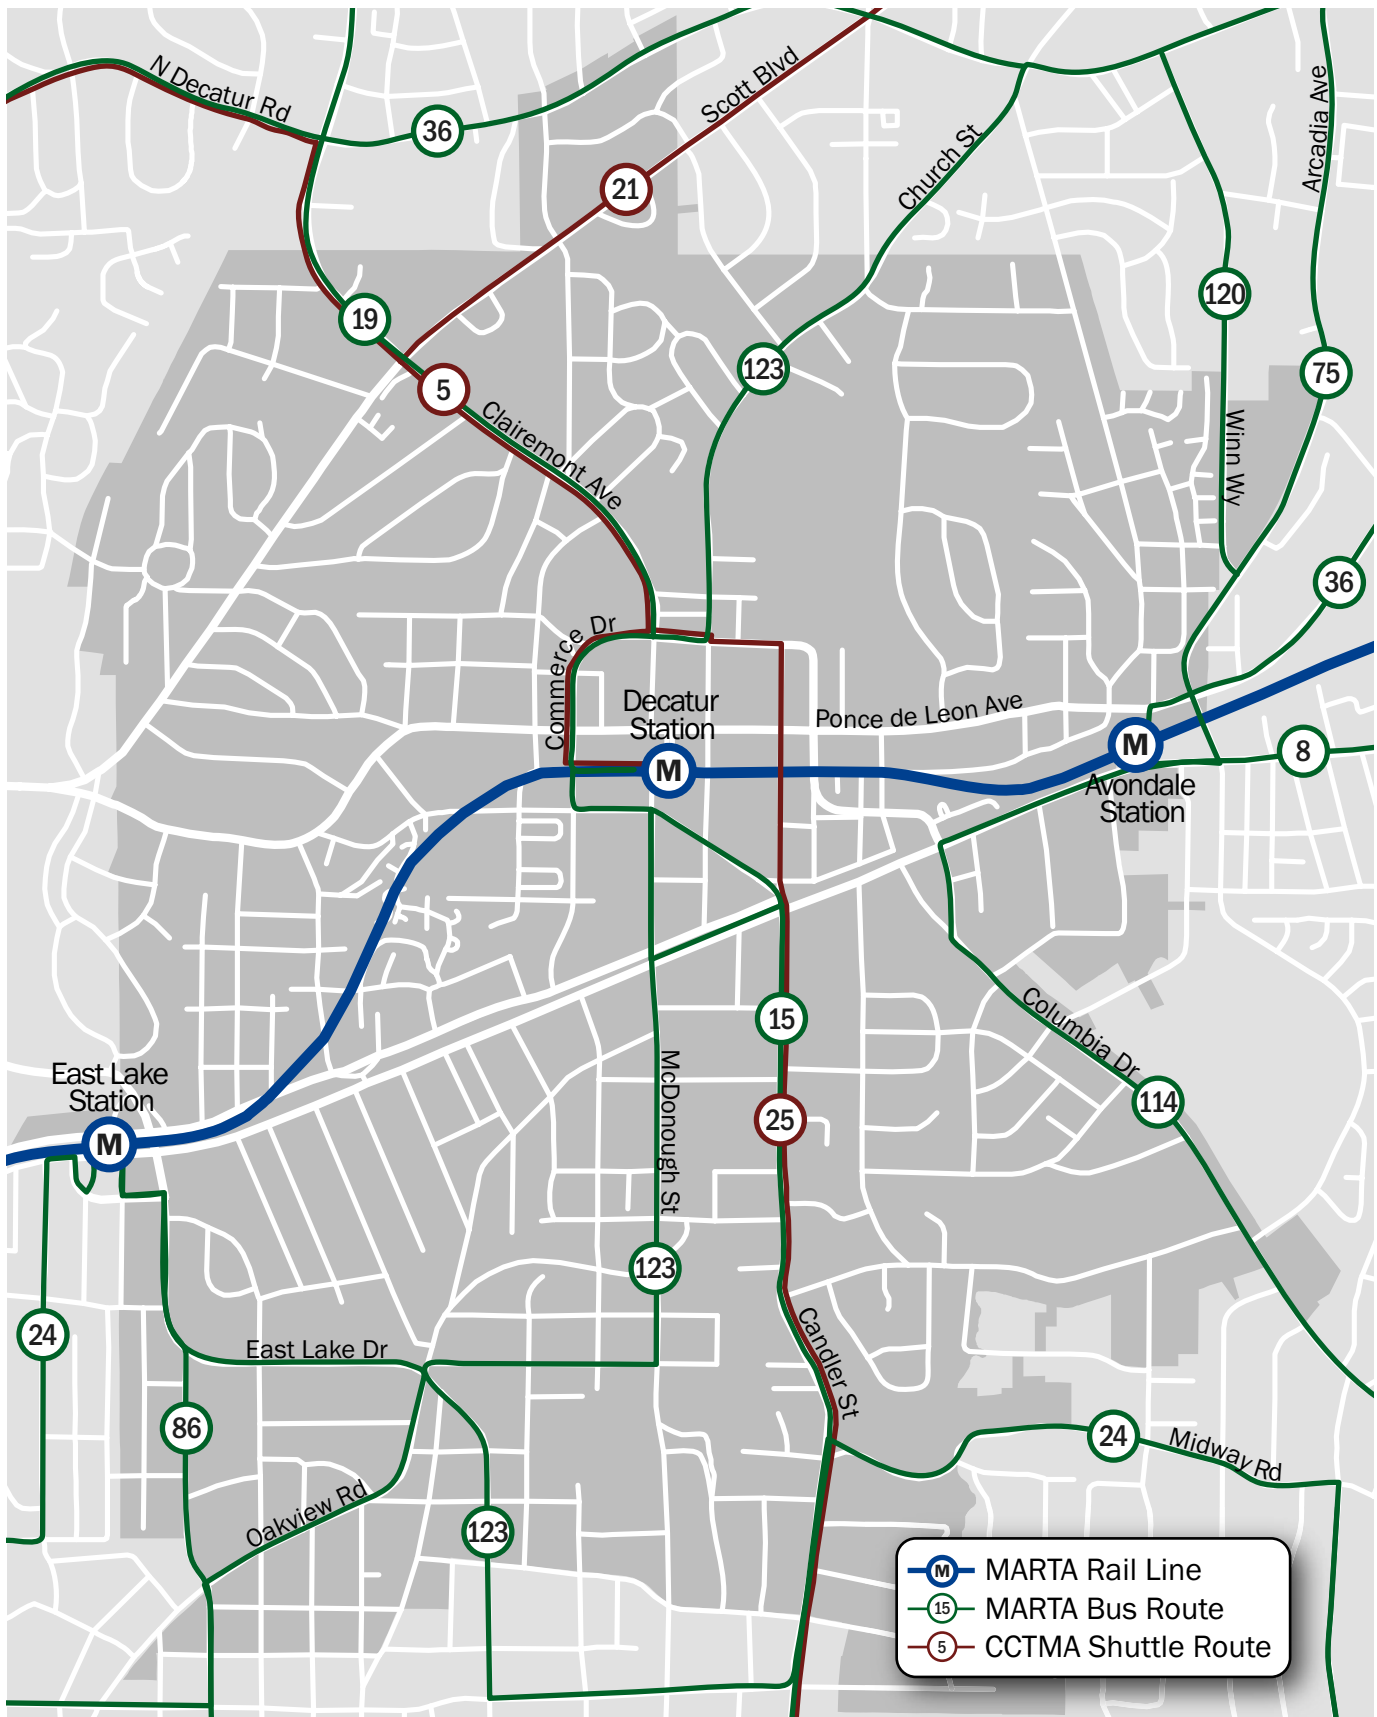 N Decatur Rd
36
Scott Blvd
21
Church St
Arcadia Ave
19
5
123
120
75
Clairemont Ave
Winn Wy
36
Commerce Dr
Decatur
Station
M
Ponce de Leon Ave
M
Avondale
Station
8
15
Columbia Dr
East Lake
Station
M
McDonough St
25
114
123
24
East Lake Dr
Candler St
86
24
Midway Rd
Oakview Rd
123
M MARTA Rail Line
15 MARTA Bus Route
5 CCTMA Shuttle Route